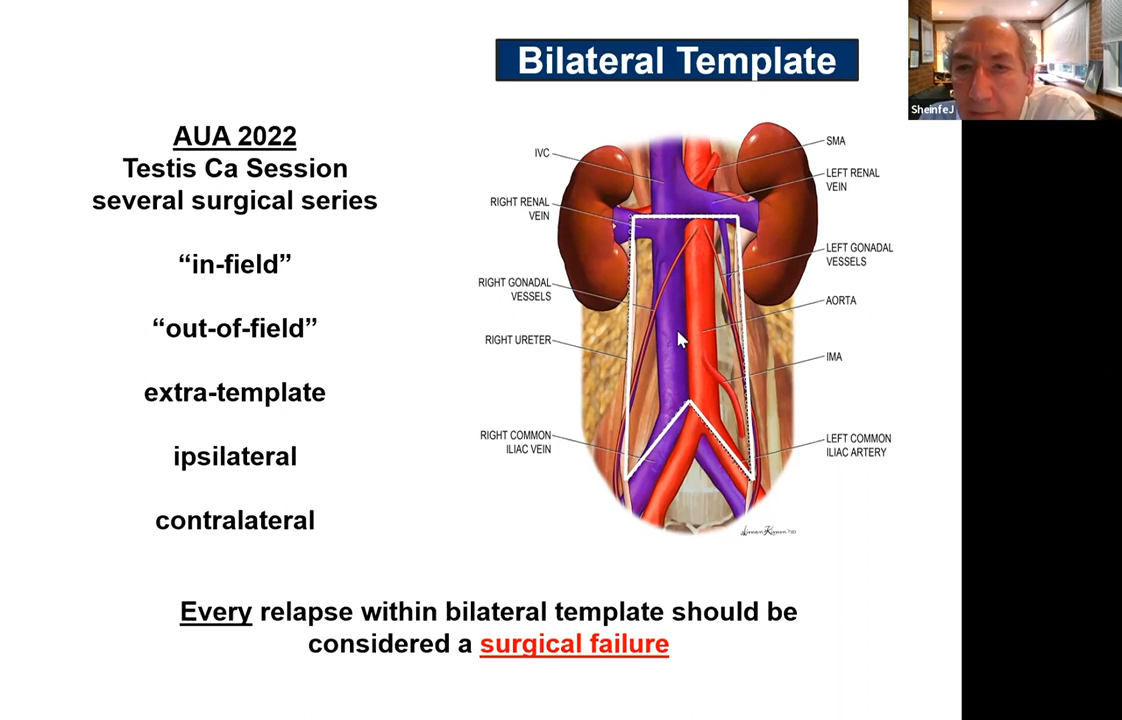 Bilateral Template
SheinfeJ
AUA 2022
Testis Ca Session
several surgical series
“in-field”
“out-of-field”
extra-template
ipsilateral
contralateral
IVC
RIGHT RENAL
VEIN
RIGHT GONADAL
VESSELS
RIGHT URETER
RIGHT COMMON
ILIAC VEIN
SMA
LEFT RENAL
VEIN
LEFT GONADAL
VESSELS
AORTA
IMA
LEFT COMMON
ILIAC ARTERY
Every relapse within bilateral template should be
considered a surgical failure